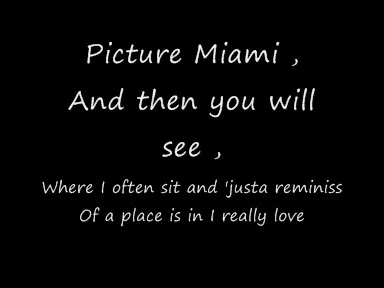 Picture Miami ,
And then you will
see ,
Where I often sit and 'justa reminiss
Of a place is in I really love